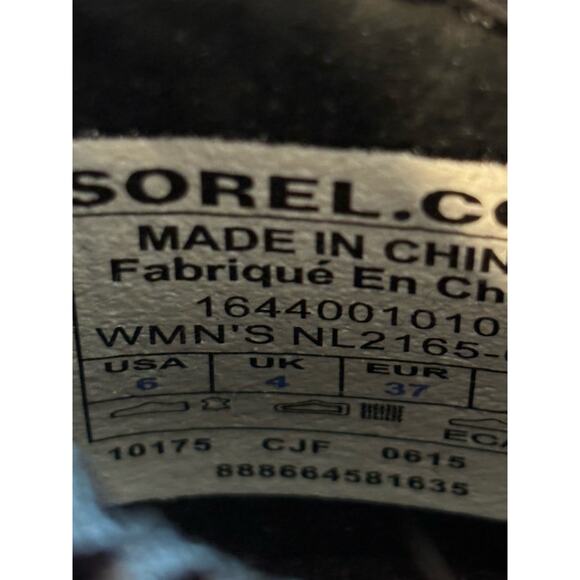 SOREL.CO
MADE IN CHIN
Fabriqué En Ch
1644001010
WMN'S NL2165-
USA UK EUR
6 4 37
ECA
10175 CJF 0615
888664581635